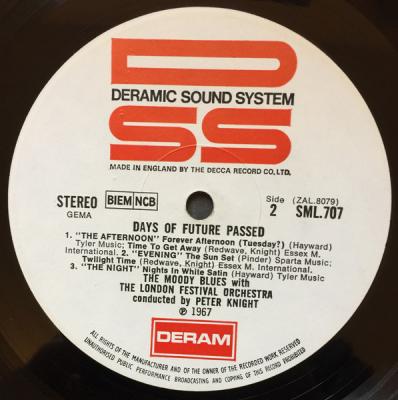 DSS
DERAMIC SOUND SYSTEM
MADE IN ENGLAND BY THE DECCA RECORD CO. LTD.
STEREO BIEM NCB Side (ZAL.8079)
GEMA 2 SML.707
DAYS OF FUTURE PASSED
1. "THE AFTERNOON" Forever Afternoon (Tuesday?) (Hayward)
Tyler Music; Time To Get Away (Redwave, Knight) Essex M.
International. 2. "EVENING" The Sun Set (Pinder) Sparta Music;
Twilight Time (Redwave, Knight) Essex M. International.
3. "THE NIGHT" Nights In White Satin (Hayward) Tyler Music
THE MOODY BLUES with
THE LONDON FESTIVAL ORCHESTRA
conducted by PETER KNIGHT
℗ 1967
DERAM
ALL RIGHTS OF THE MANUFACTURER AND OF THE OWNER OF THE RECORDED WORK RESERVED
UNAUTHORISED PUBLIC PERFORMANCE BROADCASTING AND COPYING OF THIS RECORD PROHIBITED